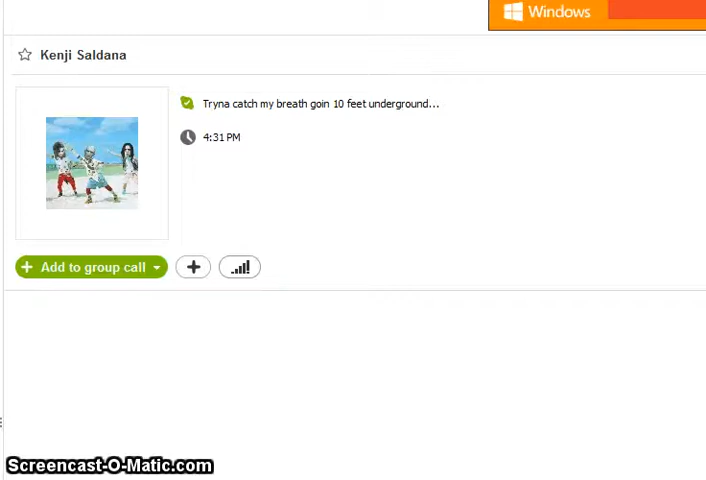 Windows
Kenji Saldana
Tryna catch my breath goin 10 feet underground...
4:31 PM
Add to group call
Screencast-O-Matic.com